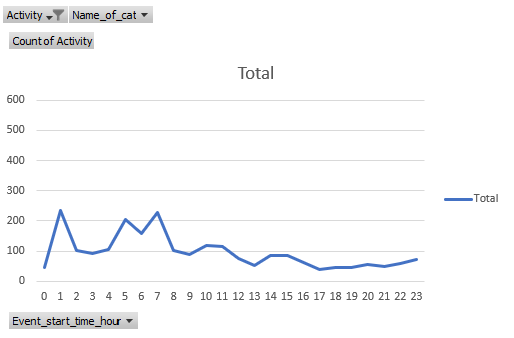 Activity Name_of_cat
Count of Activity
Total
600
500
400
300
200
100
0
Total
0 1 2 3 4 5 6 7 8 9 10 11 12 13 14 15 16 17 18 19 20 21 22 23
Event_start_time_hour